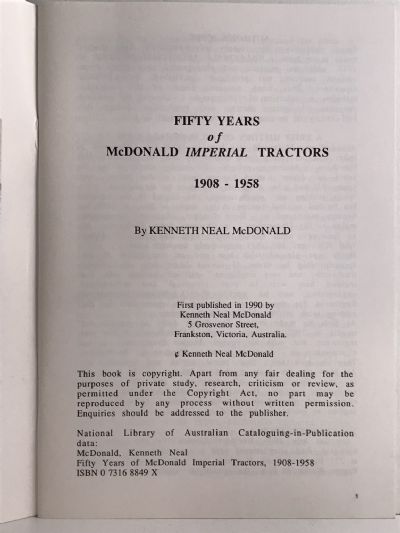 FIFTY YEARS
of
McDONALD IMPERIAL TRACTORS
1908 - 1958
By KENNETH NEAL McDONALD
First published in 1990 by
Kenneth Neal McDonald
5 Grosvenor Street,
Frankston, Victoria, Australia.
¢ Kenneth Neal McDonald
This book is copyright. Apart from any fair dealing for the
purposes of private study, research, criticism or review, as
permitted under the Copyright Act, no part may be
reproduced by any process without written permission.
Enquiries should be addressed to the publisher.
National Library of Australian Cataloguing-in-Publication
data:
McDonald, Kenneth Neal
Fifty Years of McDonald Imperial Tractors, 1908-1958
ISBN 0 7316 8849 X